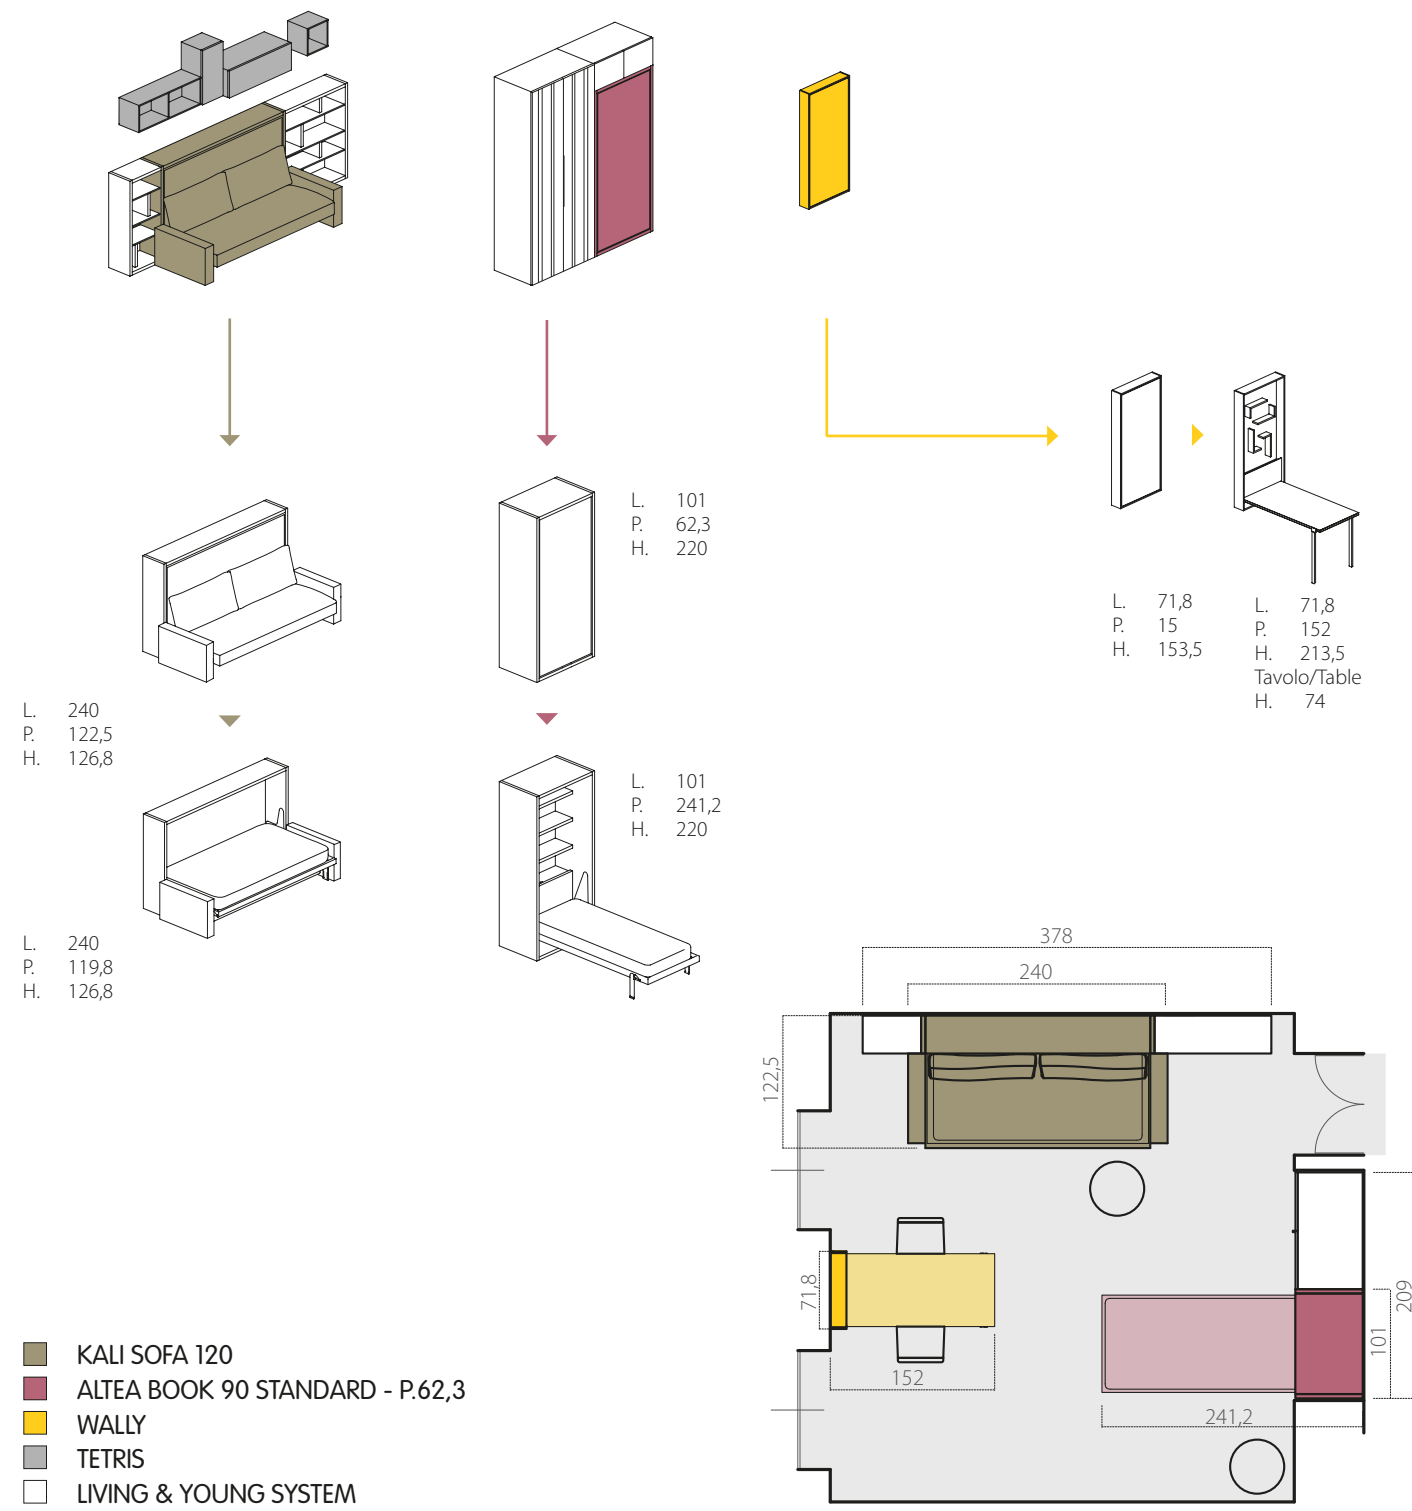 L. 101
P. 62,3
H. 220
L. 71,8
P. 15
H. 153,5
L. 71,8
P. 152
H. 213,5
Tavolo/Table
H. 74
L. 240
P. 122,5
H. 126,8
L. 101
P. 241,2
H. 220
L. 240
P. 119,8
H. 126,8
378
240
122,5
71,8
152
209
101
241,2
KALI SOFA 120
ALTEA BOOK 90 STANDARD - P.62,3
WALLY
TETRIS
LIVING & YOUNG SYSTEM